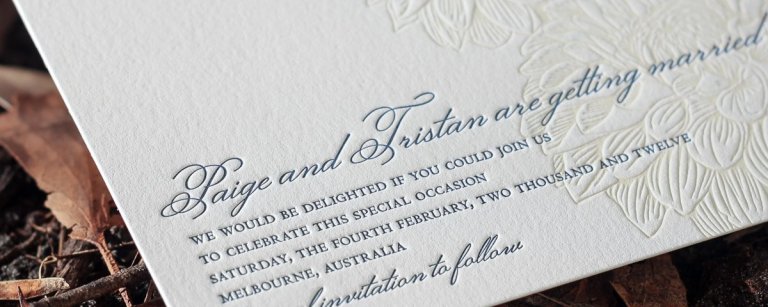 Paige and Tristan are getting married
WE WOULD BE DELIGHTED IF YOU COULD JOIN US
TO CELEBRATE THIS SPECIAL OCCASION
SATURDAY, THE FOURTH FEBRUARY, TWO THOUSAND AND TWELVE
MELBOURNE, AUSTRALIA
invitation to follow